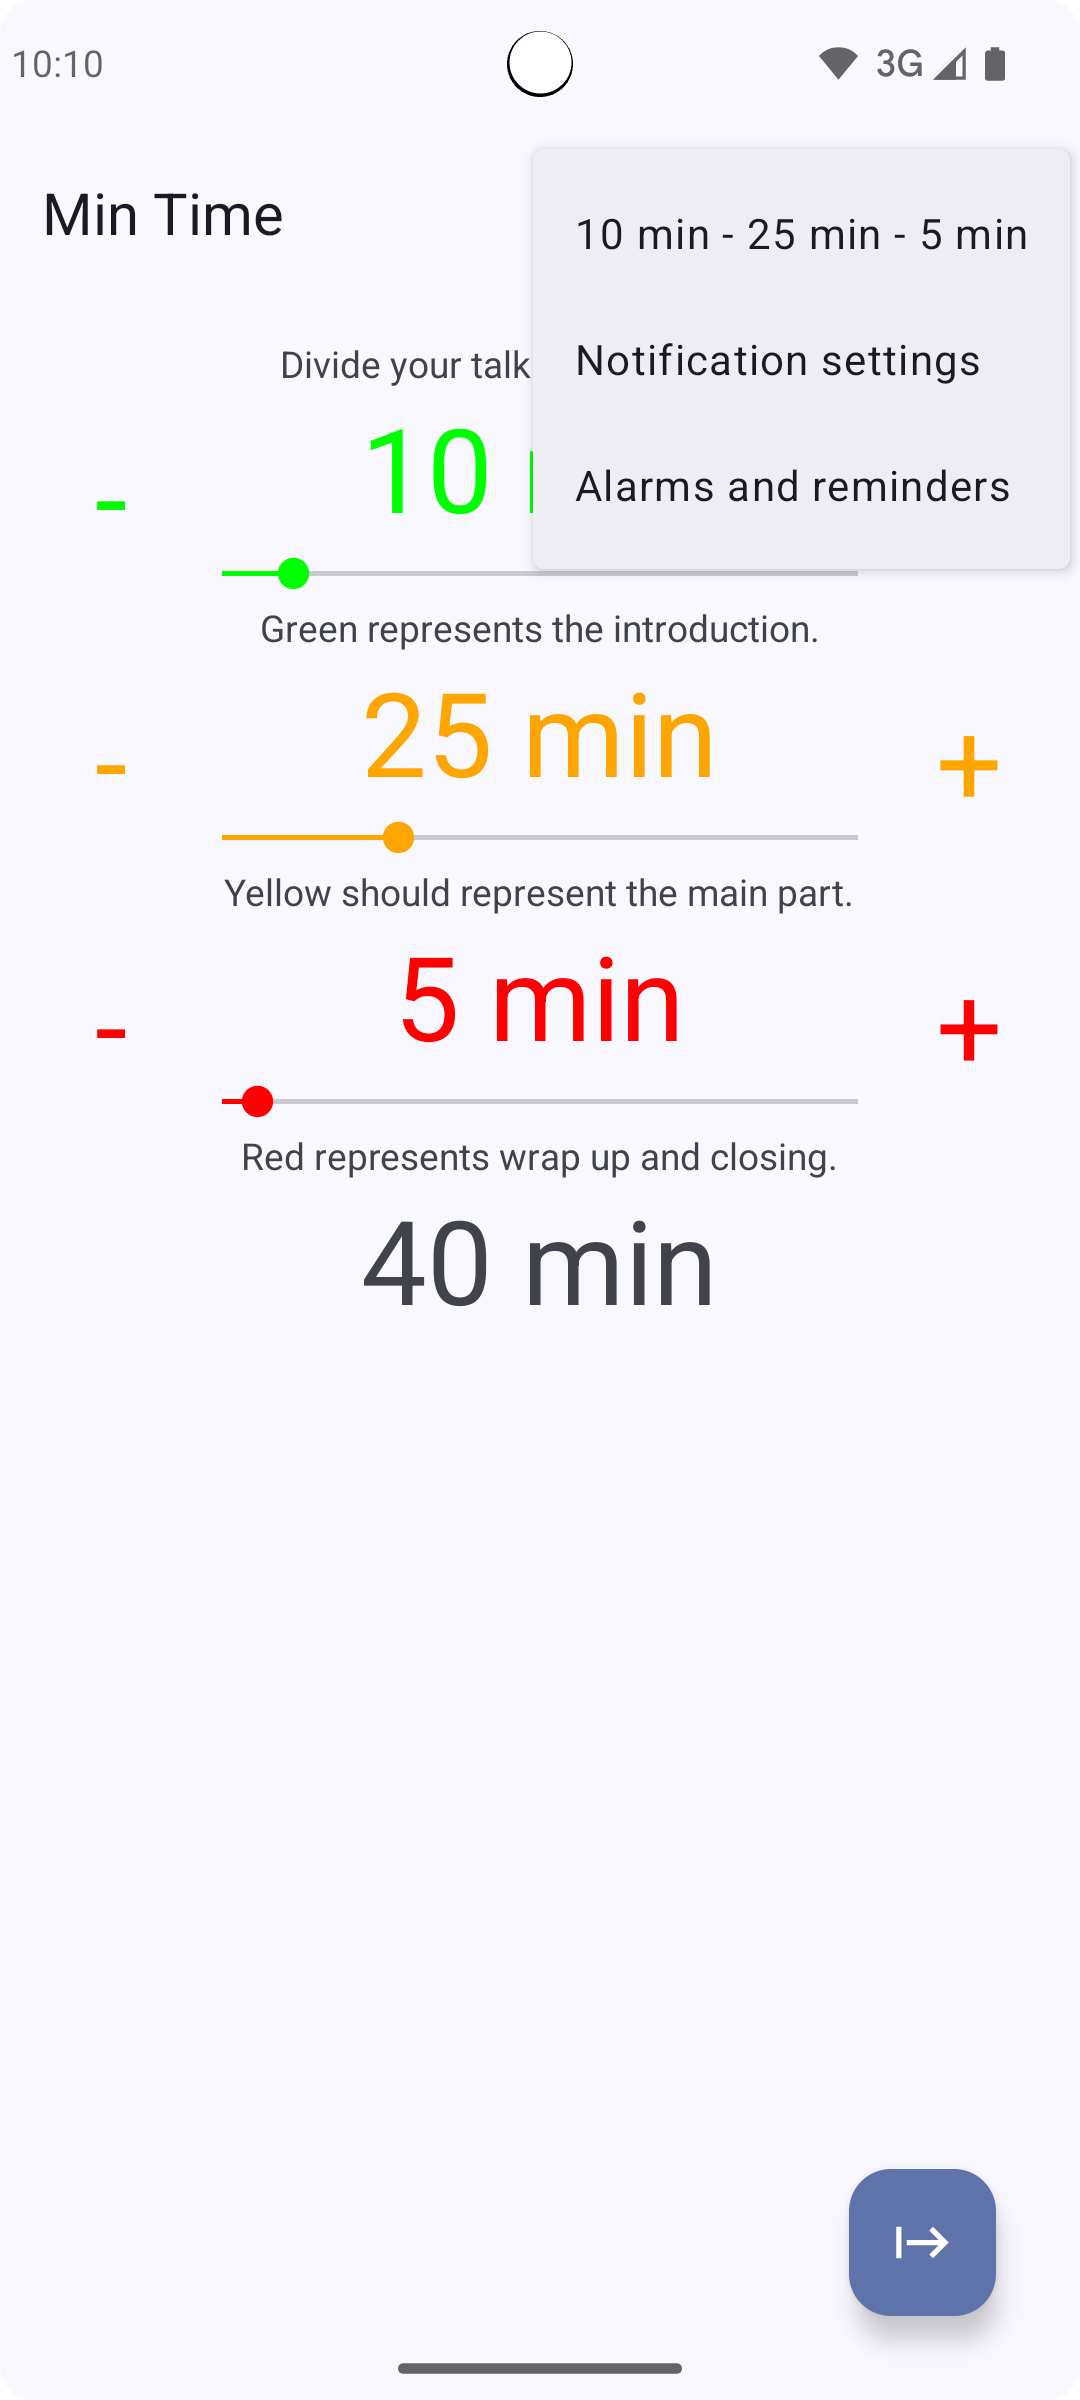 10:10
3G
Min Time
10 min - 25 min - 5 min
Notification settings
Alarms and reminders
Divide your talk
-
10
Green represents the introduction.
-
25 min
+
Yellow should represent the main part.
-
5 min
+
Red represents wrap up and closing.
40 min